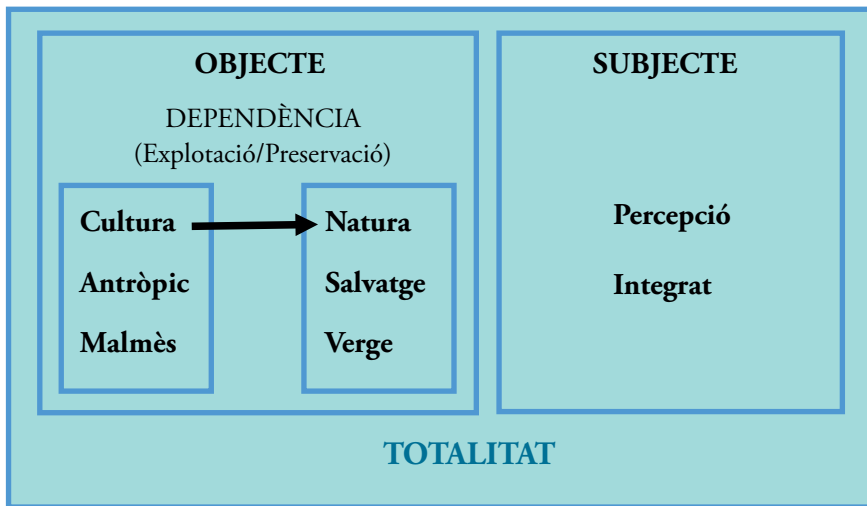 OBJECTE
DEPENDÈNCIA
(Explotació/Preservació)
Cultura
Antròpic
Malmès
Natura
Salvatge
Verge
SUBJECTE
Percepció
Integrat
TOTALITAT